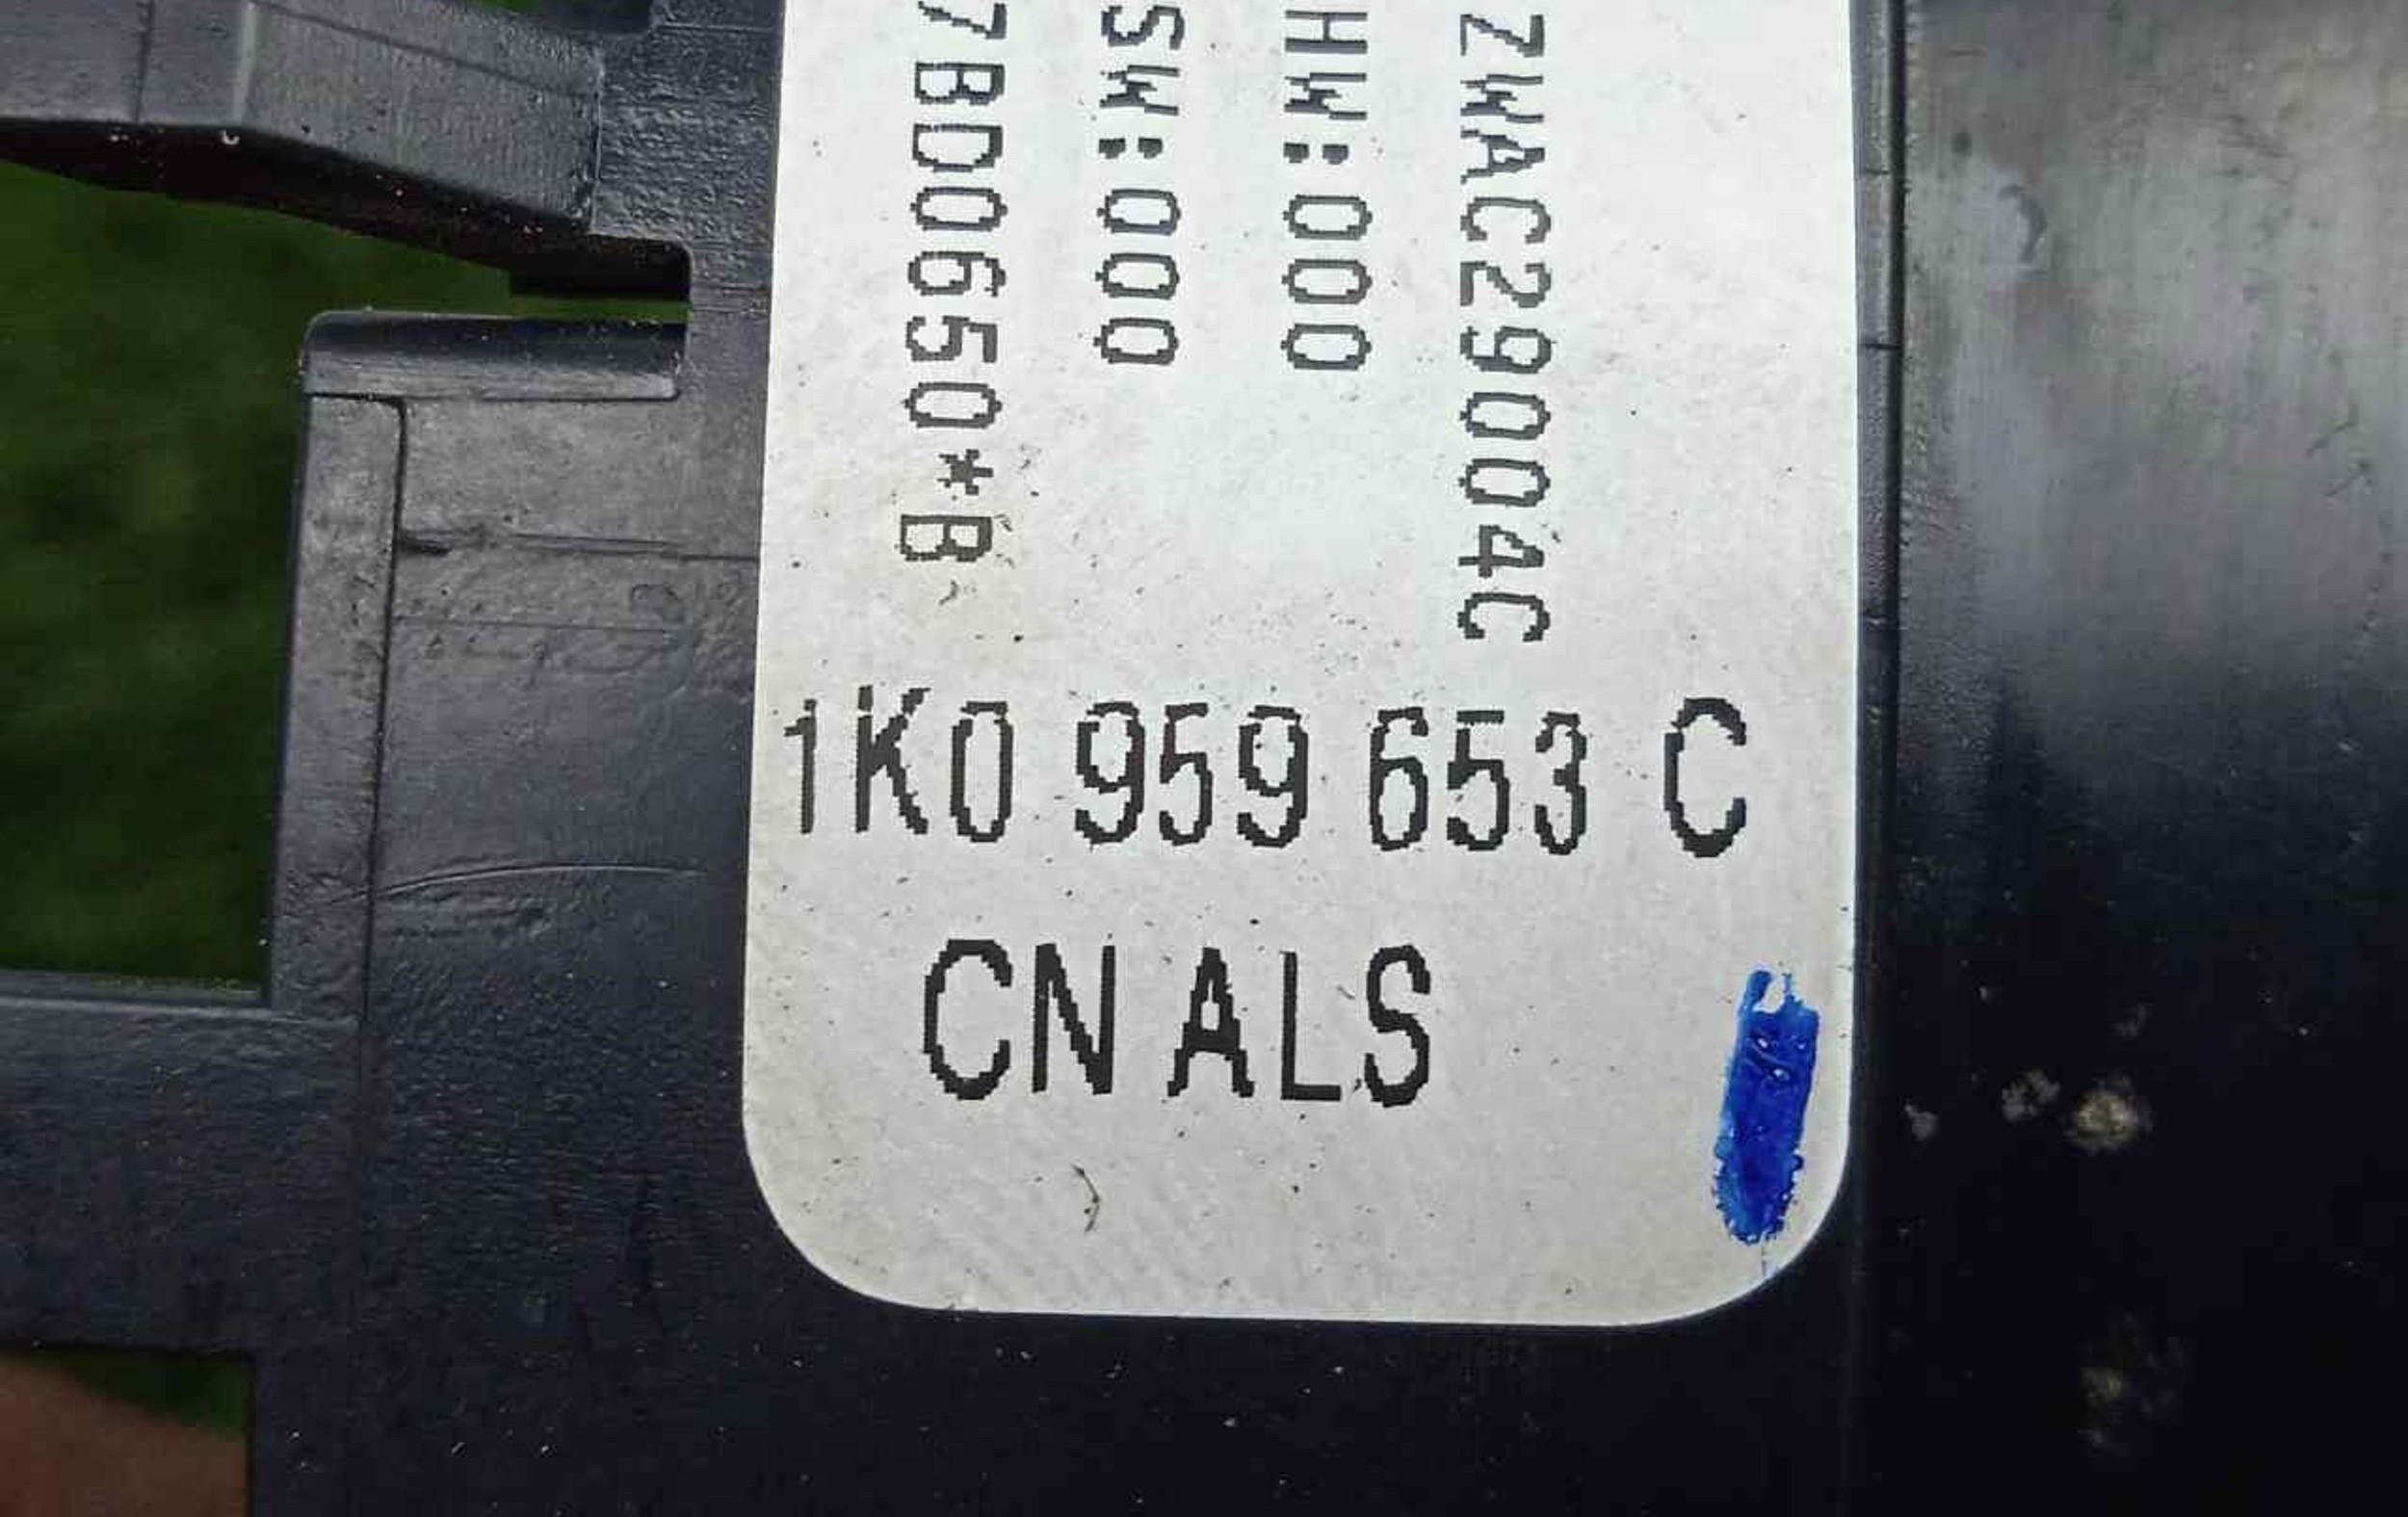 ZWAC29004C
HW:000
SW:000
7BD0650*B
1K0 959 653 C
CN ALS